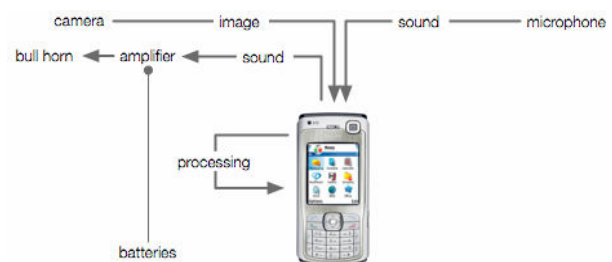 camera image sound microphone
bull horn amplifier sound
processing
batteries